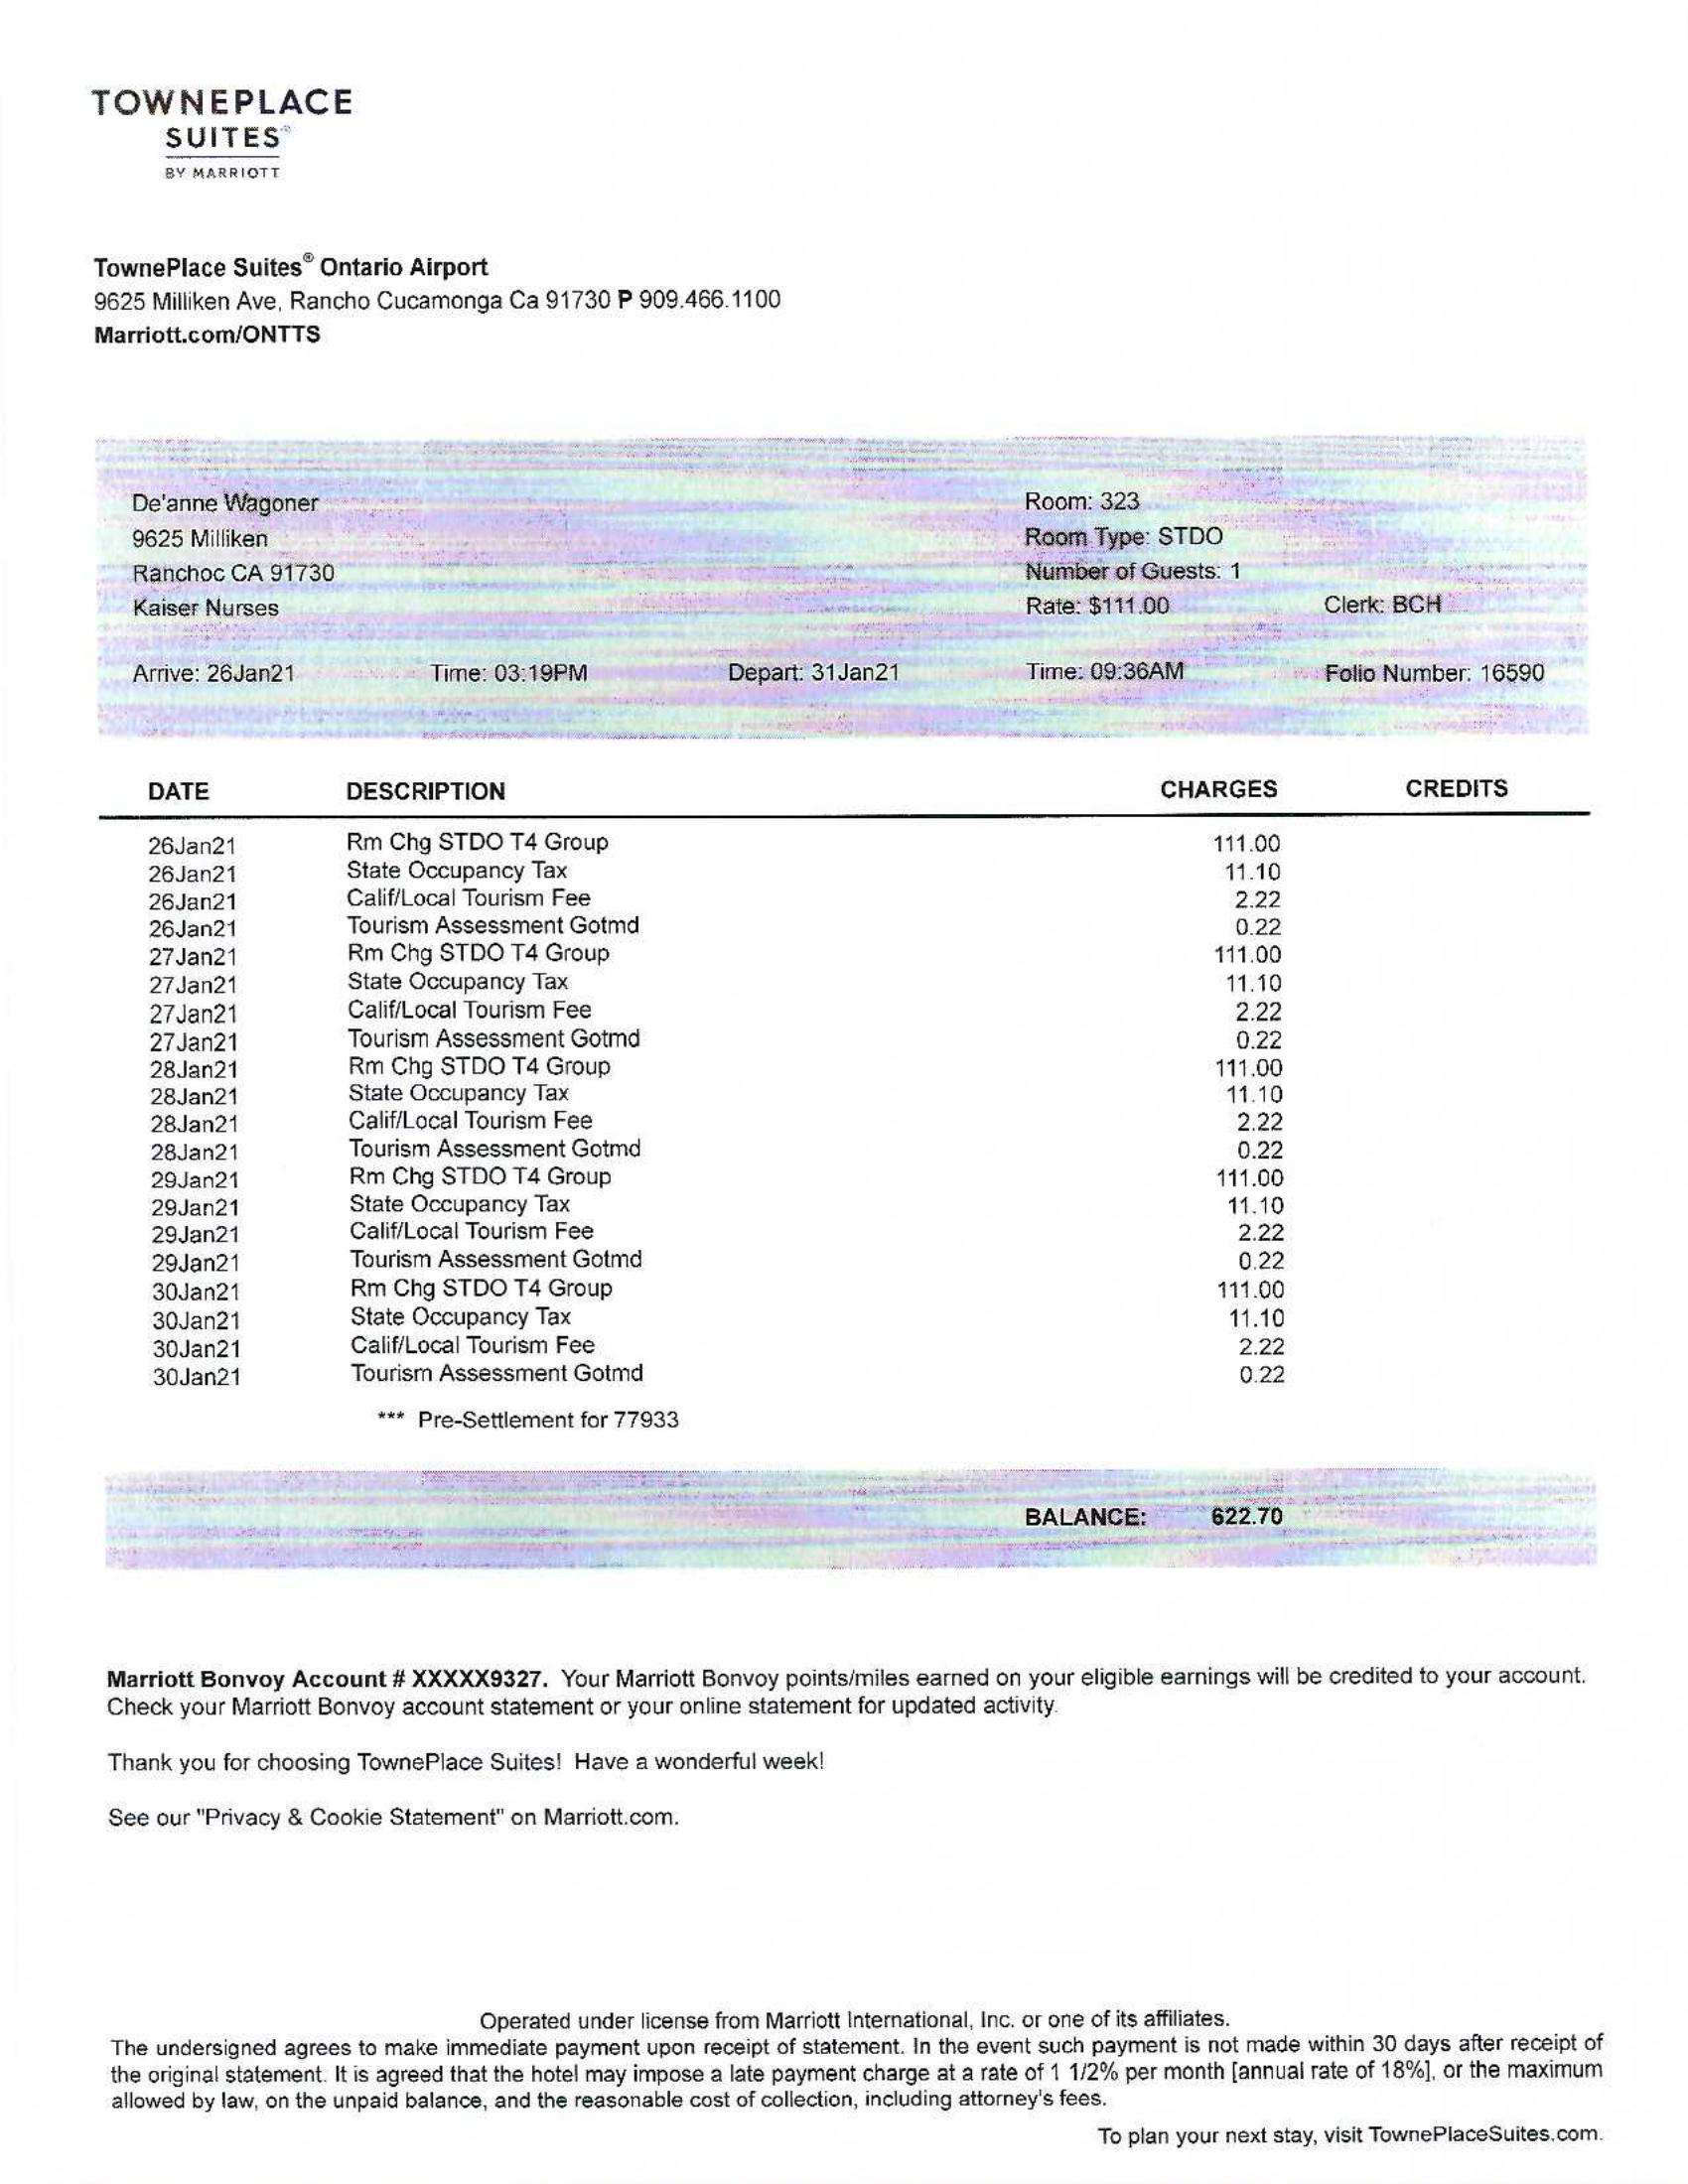 TOWNEPLACE
SUITES®
BY MARRIOTT
TownePlace Suites® Ontario Airport
9625 Milliken Ave, Rancho Cucamonga Ca 91730 P 909.466.1100
Marriott.com/ONTTS
De'anne Wagoner Room: 323
9625 Milliken Room Type: STDO
Ranchoc CA 91730 Number of Guests: 1
Kaiser Nurses Rate: $111.00 Clerk: BCH
Arrive: 26Jan21 Time: 03:19PM Depart: 31Jan21 Time: 09:36AM Folio Number: 16590
DATE DESCRIPTION CHARGES CREDITS
26Jan21 Rm Chg STDO T4 Group 111.00
26Jan21 State Occupancy Tax 11.10
26Jan21 Calif/Local Tourism Fee 2.22
26Jan21 Tourism Assessment Gotmd 0.22
27Jan21 Rm Chg STDO T4 Group 111.00
27Jan21 State Occupancy Tax 11.10
27Jan21 Calif/Local Tourism Fee 2.22
27Jan21 Tourism Assessment Gotmd 0.22
28Jan21 Rm Chg STDO T4 Group 111.00
28Jan21 State Occupancy Tax 11.10
28Jan21 Calif/Local Tourism Fee 2.22
28Jan21 Tourism Assessment Gotmd 0.22
29Jan21 Rm Chg STDO T4 Group 111.00
29Jan21 State Occupancy Tax 11.10
29Jan21 Calif/Local Tourism Fee 2.22
29Jan21 Tourism Assessment Gotmd 0.22
30Jan21 Rm Chg STDO T4 Group 111.00
30Jan21 State Occupancy Tax 11.10
30Jan21 Calif/Local Tourism Fee 2.22
30Jan21 Tourism Assessment Gotmd 0.22
*** Pre-Settlement for 77933
BALANCE: 622.70
Marriott Bonvoy Account # XXXXX9327. Your Marriott Bonvoy points/miles earned on your eligible earnings will be credited to your account.
Check your Marriott Bonvoy account statement or your online statement for updated activity.
Thank you for choosing TownePlace Suites! Have a wonderful week!
See our "Privacy & Cookie Statement" on Marriott.com.
Operated under license from Marriott International, Inc. or one of its affiliates.
The undersigned agrees to make immediate payment upon receipt of statement. In the event such payment is not made within 30 days after receipt of
the original statement. It is agreed that the hotel may impose a late payment charge at a rate of 1 1/2% per month [annual rate of 18%], or the maximum
allowed by law, on the unpaid balance, and the reasonable cost of collection, including attorney's fees.
To plan your next stay, visit TownePlaceSuites.com.